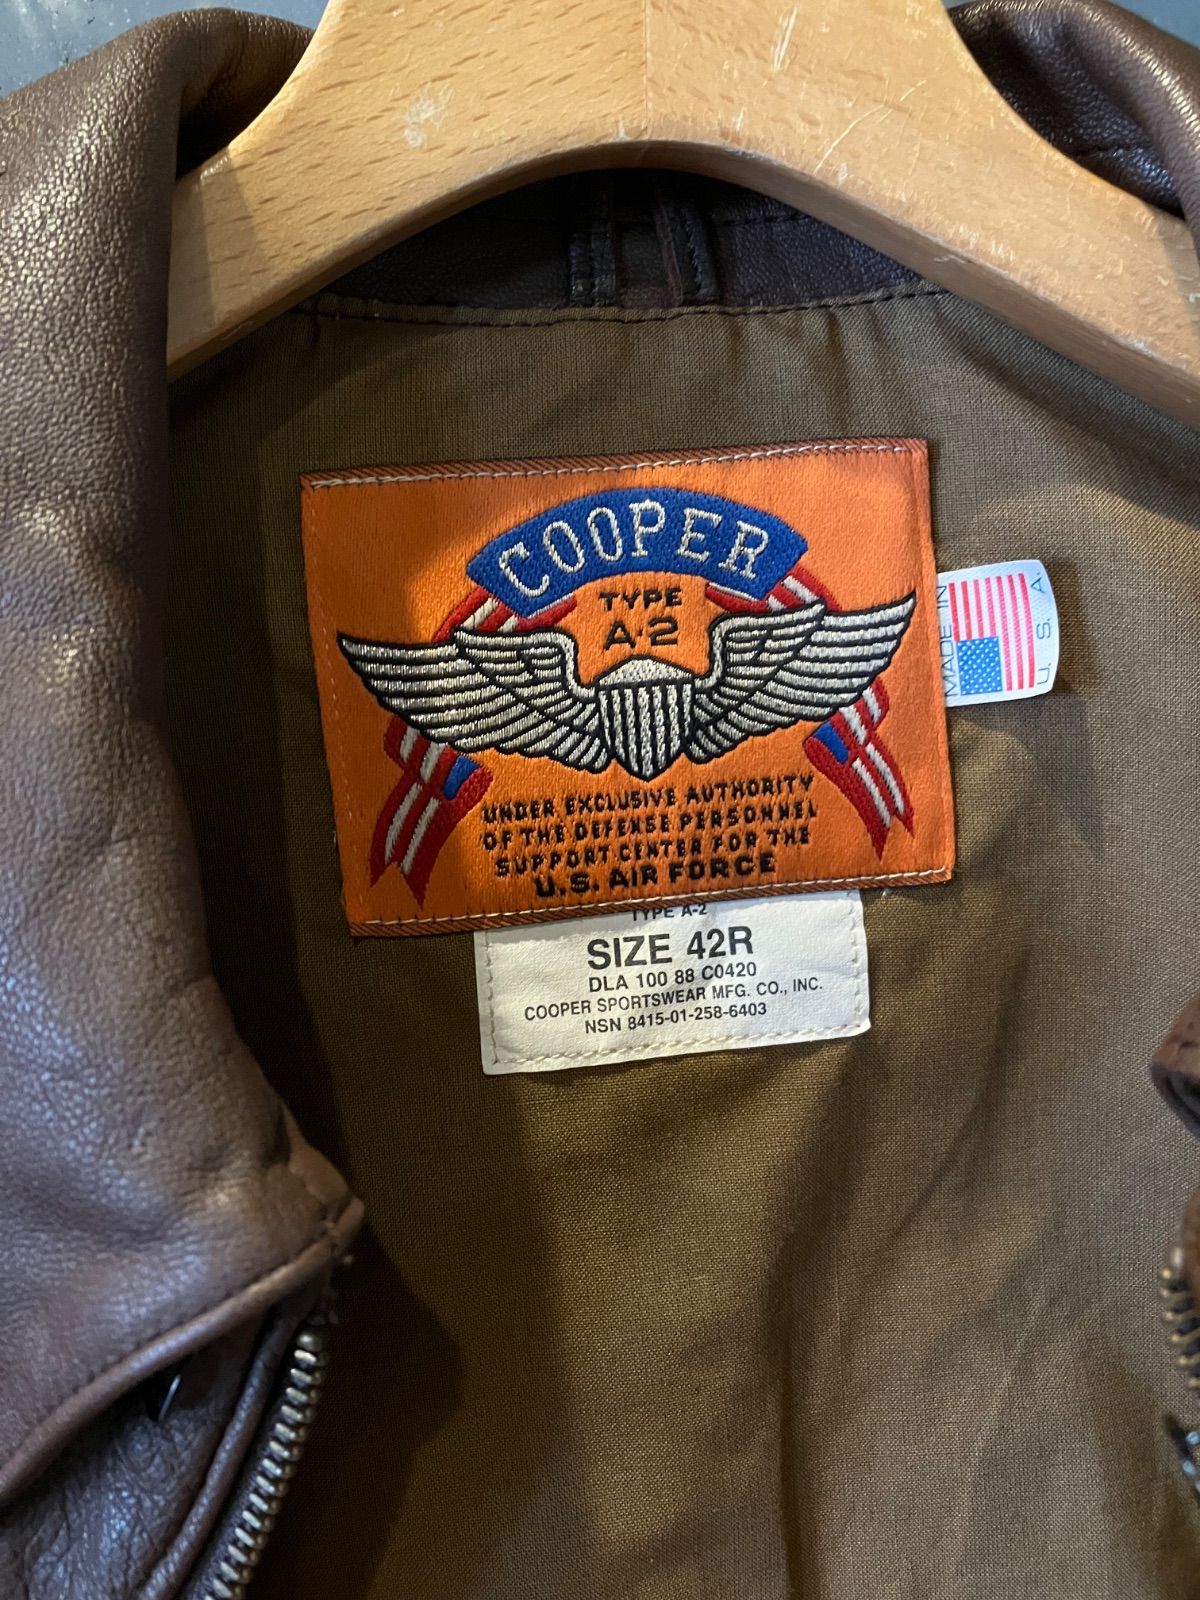 COOPER
TYPE
A-2
UNDER EXCLUSIVE AUTHORITY
OF THE DEFENSE PERSONNEL
SUPPORT CENTER FOR THE
U.S. AIR FORCE
MADE IN
U. S. A.
TYPE A-2
SIZE 42R
DLA 100 88 C0420
COOPER SPORTSWEAR MFG. CO., INC.
NSN 8415-01-258-6403